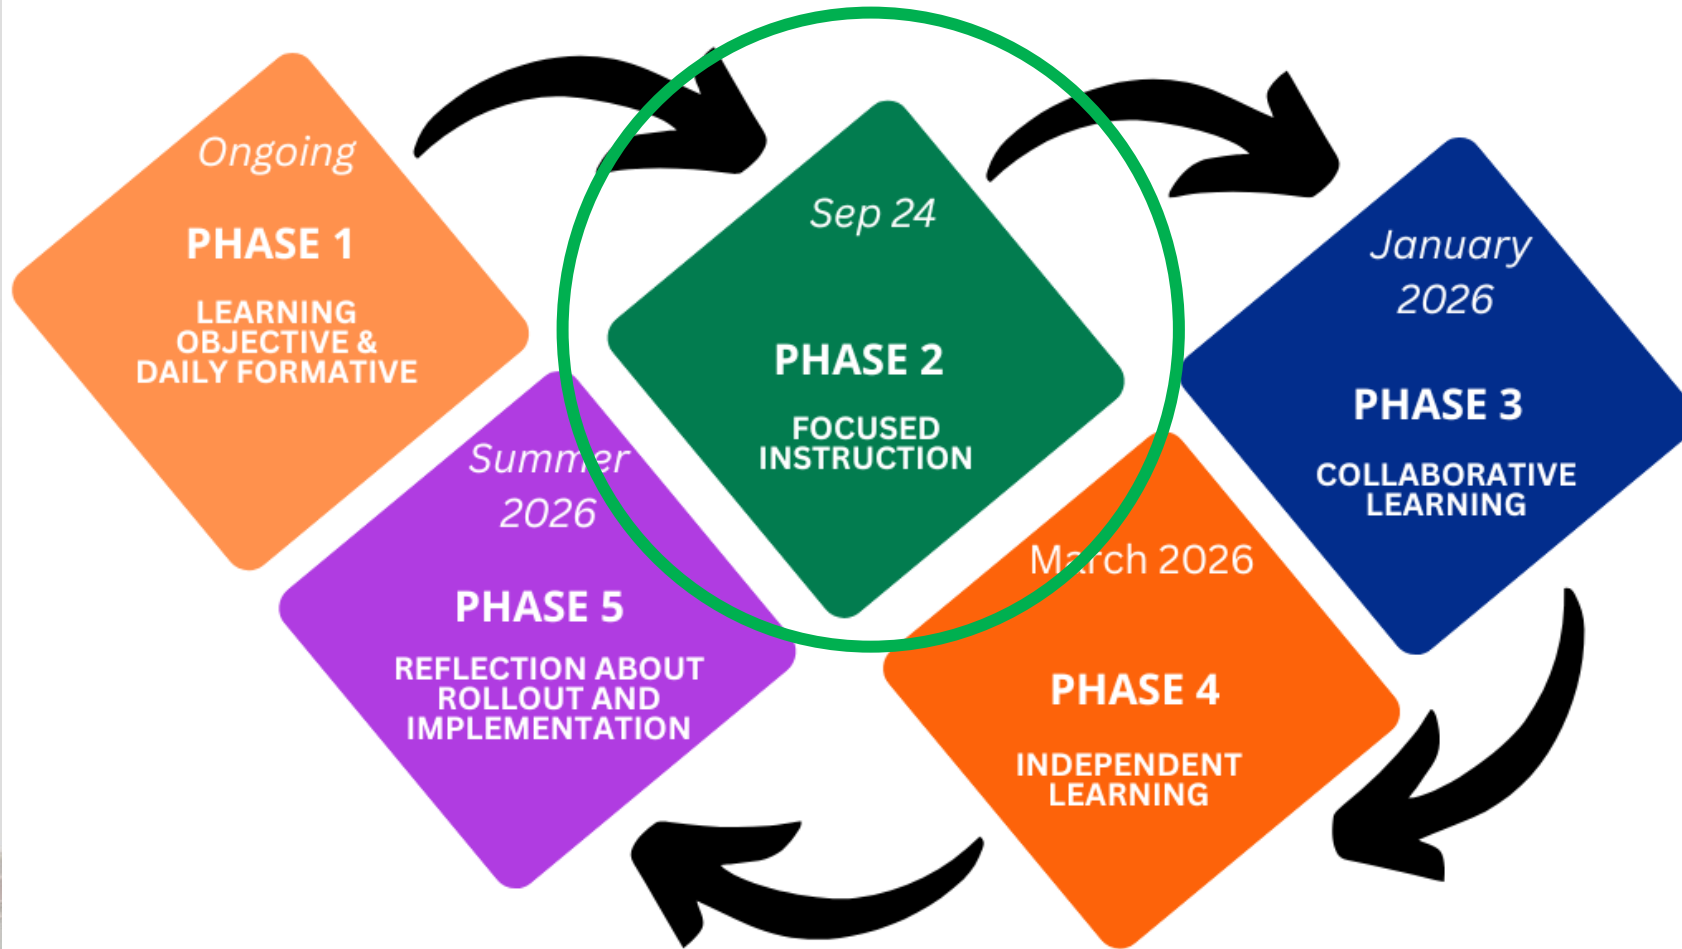 Ongoing
PHASE 1
LEARNING
OBJECTIVE &
DAILY FORMATIVE
Sep 24
PHASE 2
FOCUSED
INSTRUCTION
January
2026
PHASE 3
COLLABORATIVE
LEARNING
March 2026
PHASE 4
INDEPENDENT
LEARNING
Summer
2026
PHASE 5
REFLECTION ABOUT
ROLLOUT AND
IMPLEMENTATION